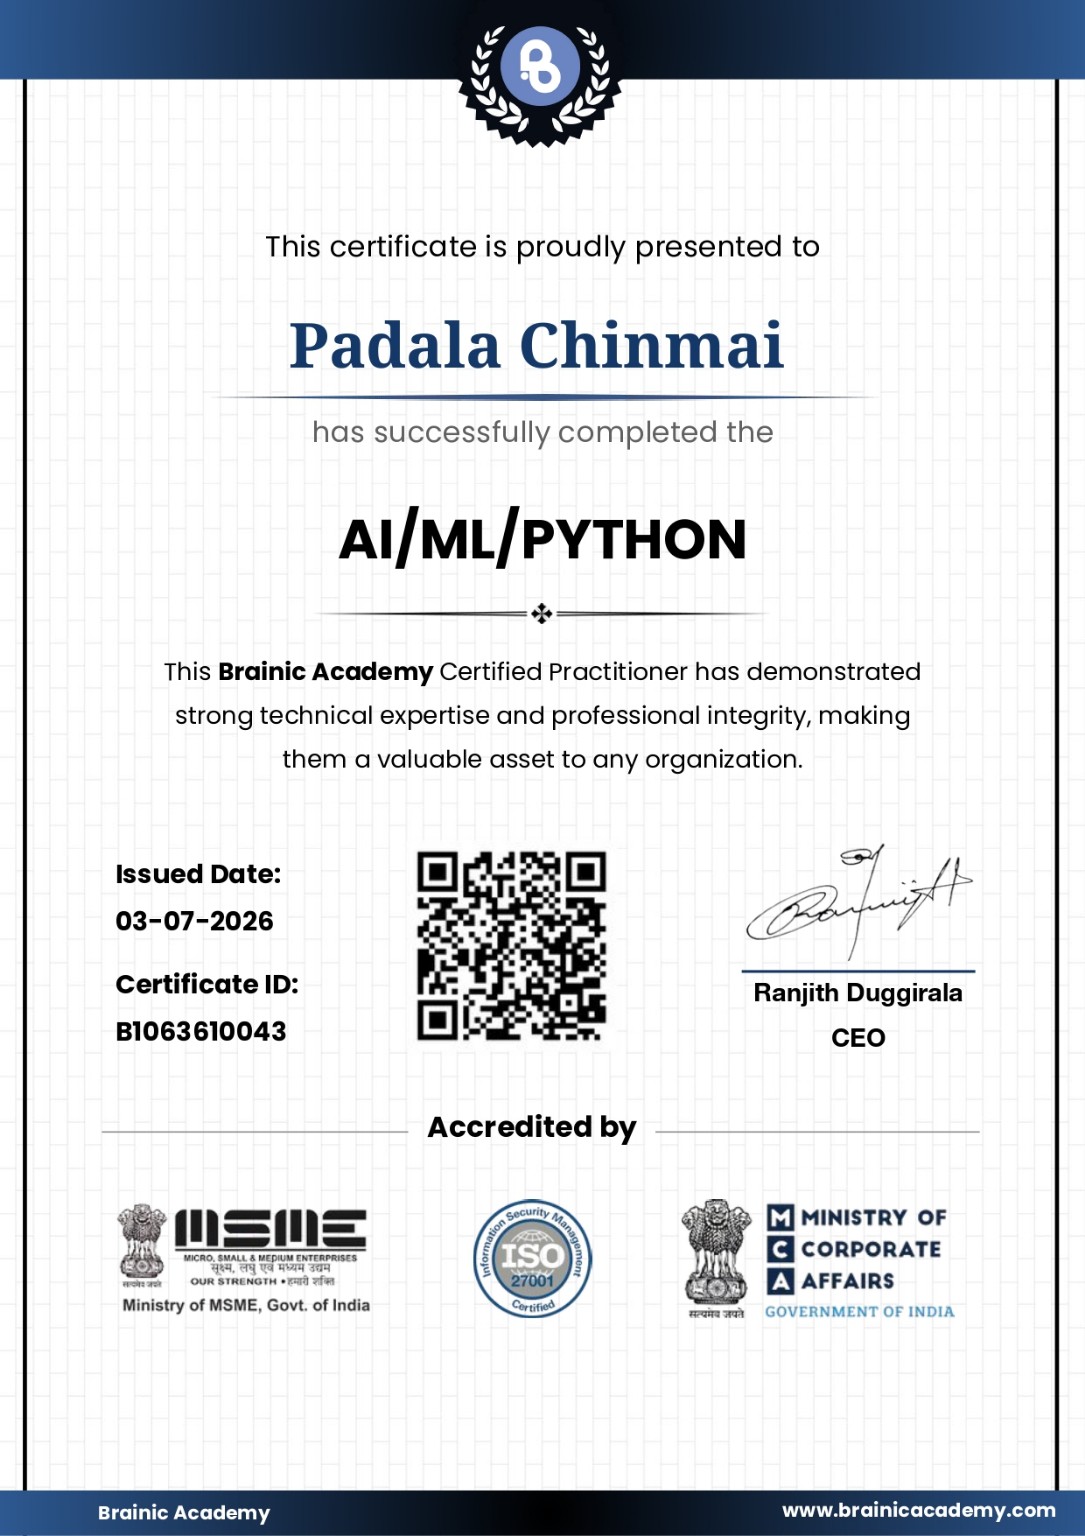 B
This certificate is proudly presented to
Padala Chinmai
has successfully completed the
AI/ML/PYTHON
This Brainic Academy Certified Practitioner has demonstrated
strong technical expertise and professional integrity, making
them a valuable asset to any organization.
Issued Date:
03-07-2026
Certificate ID:
B1063610043
Ranjith Duggirala
CEO
Accredited by
सत्यमेव जयते
MSME
MICRO, SMALL & MEDIUM ENTERPRISES
सूक्ष्म, लघु एवं मध्यम उद्यम
OUR STRENGTH • हमारी शक्ति
Ministry of MSME, Govt. of India
Information Security Management
ISO
27001
Certified
सत्यमेव जयते
M MINISTRY OF
C CORPORATE
A AFFAIRS
GOVERNMENT OF INDIA
Brainic Academy
www.brainicacademy.com